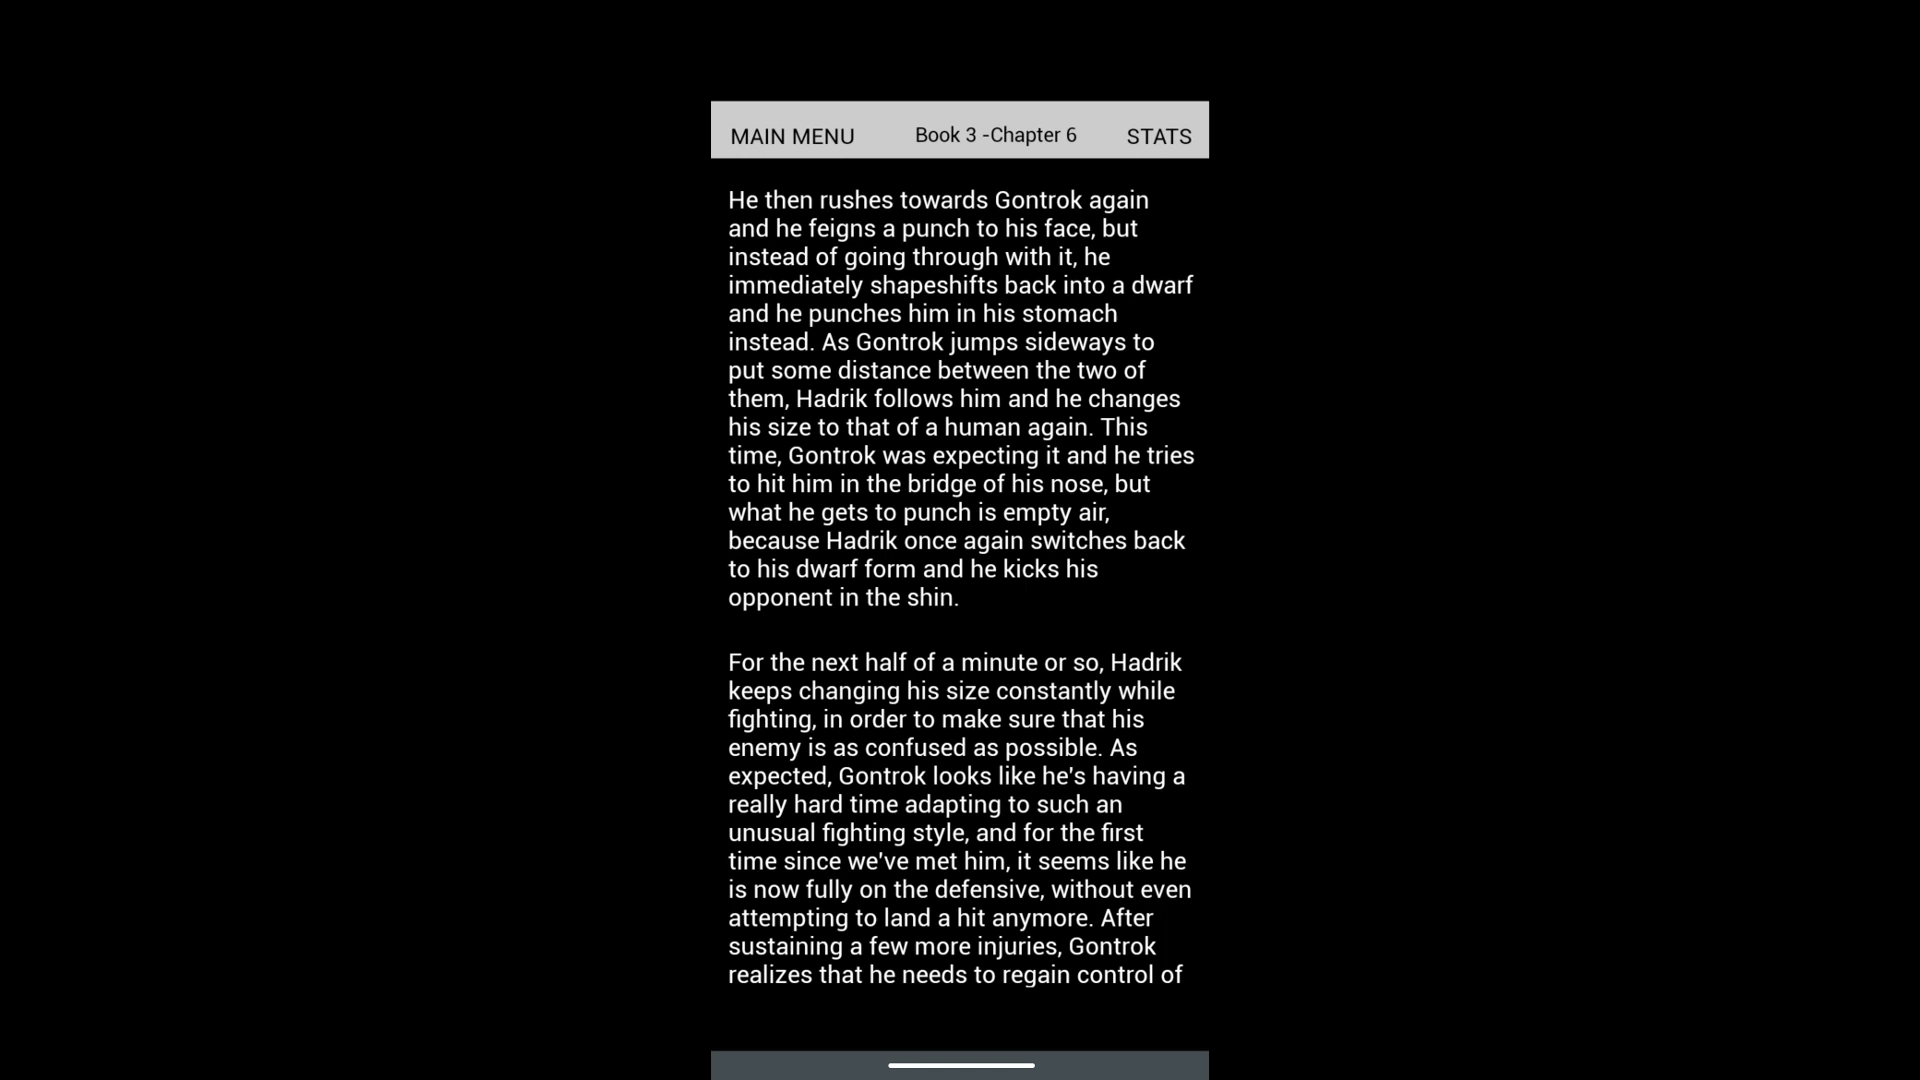 MAIN MENU
Book 3 -Chapter 6
STATS
He then rushes towards Gontrok again
and he feigns a punch to his face, but
instead of going through with it, he
immediately shapeshifts back into a dwarf
and he punches him in his stomach
instead. As Gontrok jumps sideways to
put some distance between the two of
them, Hadrik follows him and he changes
his size to that of a human again. This
time, Gontrok was expecting it and he tries
to hit him in the bridge of his nose, but
what he gets to punch is empty air,
because Hadrik once again switches back
to his dwarf form and he kicks his
opponent in the shin.
For the next half of a minute or so, Hadrik
keeps changing his size constantly while
fighting, in order to make sure that his
enemy is as confused as possible. As
expected, Gontrok looks like he's having a
really hard time adapting to such an
unusual fighting style, and for the first
time since we've met him, it seems like he
is now fully on the defensive, without even
attempting to land a hit anymore. After
sustaining a few more injuries, Gontrok
realizes that he needs to regain control of